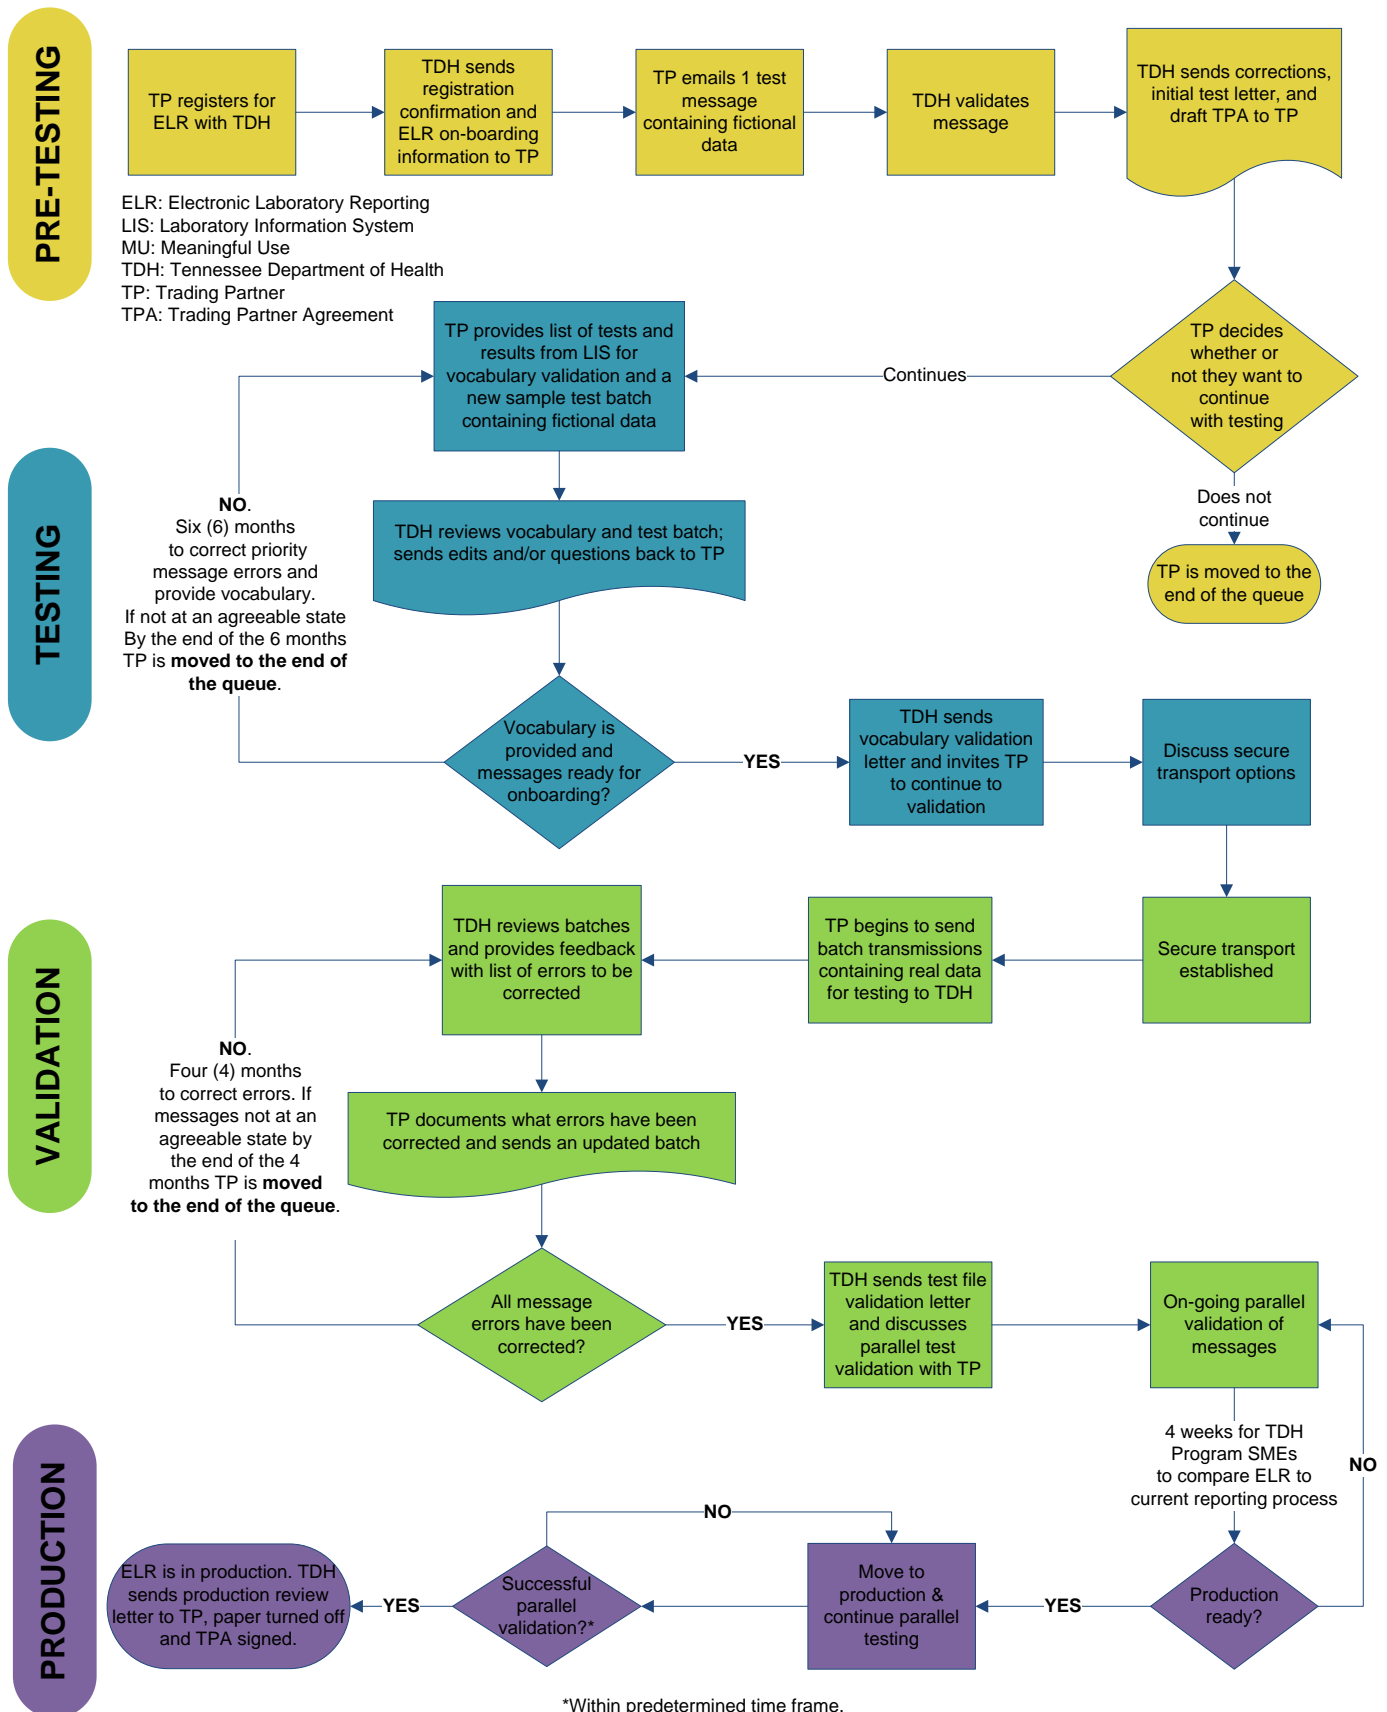 PRE-TESTING
TP registers for
ELR with TDH
TDH sends
registration
confirmation and
ELR on-boarding
information to TP
TP emails 1 test
message
containing fictional
data
TDH validates
message
TDH sends corrections,
initial test letter, and
draft TPA to TP
ELR: Electronic Laboratory Reporting
LIS: Laboratory Information System
MU: Meaningful Use
TDH: Tennessee Department of Health
TP: Trading Partner
TPA: Trading Partner Agreement
TP decides
whether or
not they want to
continue
with testing
Continues
Does not
continue
TP is moved to the
end of the queue
TESTING
TP provides list of tests and
results from LIS for
vocabulary validation and a
new sample test batch
containing fictional data
TDH reviews vocabulary and test batch;
sends edits and/or questions back to TP
NO.
Six (6) months
to correct priority
message errors and
provide vocabulary.
If not at an agreeable state
By the end of the 6 months
TP is moved to the end of
the queue.
Vocabulary is
provided and
messages ready for
onboarding?
YES
TDH sends
vocabulary validation
letter and invites TP
to continue to
validation
Discuss secure
transport options
VALIDATION
Secure transport
established
TP begins to send
batch transmissions
containing real data
for testing to TDH
TDH reviews batches
and provides feedback
with list of errors to be
corrected
TP documents what errors have been
corrected and sends an updated batch
NO.
Four (4) months
to correct errors. If
messages not at an
agreeable state by
the end of the 4
months TP is moved
to the end of the queue.
All message
errors have been
corrected?
YES
TDH sends test file
validation letter
and discusses
parallel test
validation with TP
On-going parallel
validation of
messages
4 weeks for TDH
Program SMEs
to compare ELR to
current reporting process
NO
PRODUCTION
Production
ready?
YES
Move to
production &
continue parallel
testing
NO
Successful
parallel
validation?*
YES
ELR is in production. TDH
sends production review
letter to TP, paper turned off
and TPA signed.
*Within predetermined time frame.